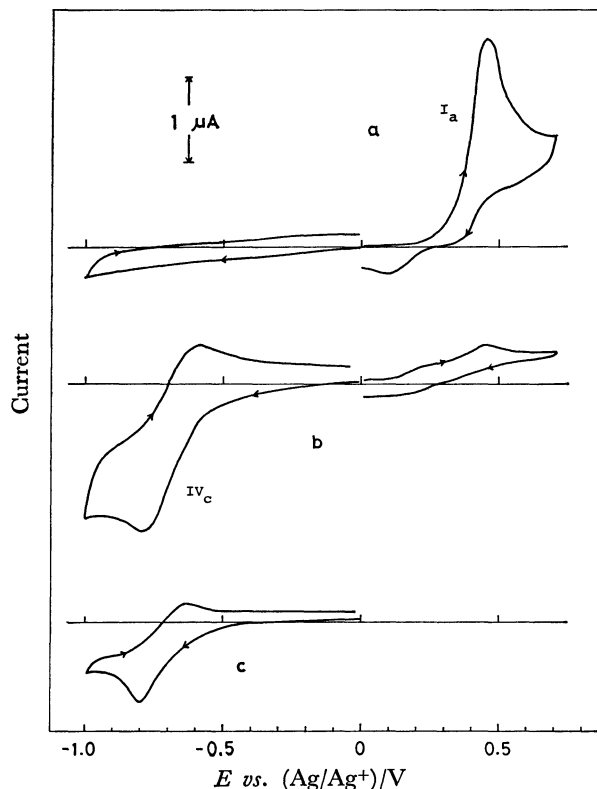 1 μA
a
I_a
b
IV_c
c
Current
-1.0 -0.5 0 0.5
E vs. (Ag/Ag⁺)/V